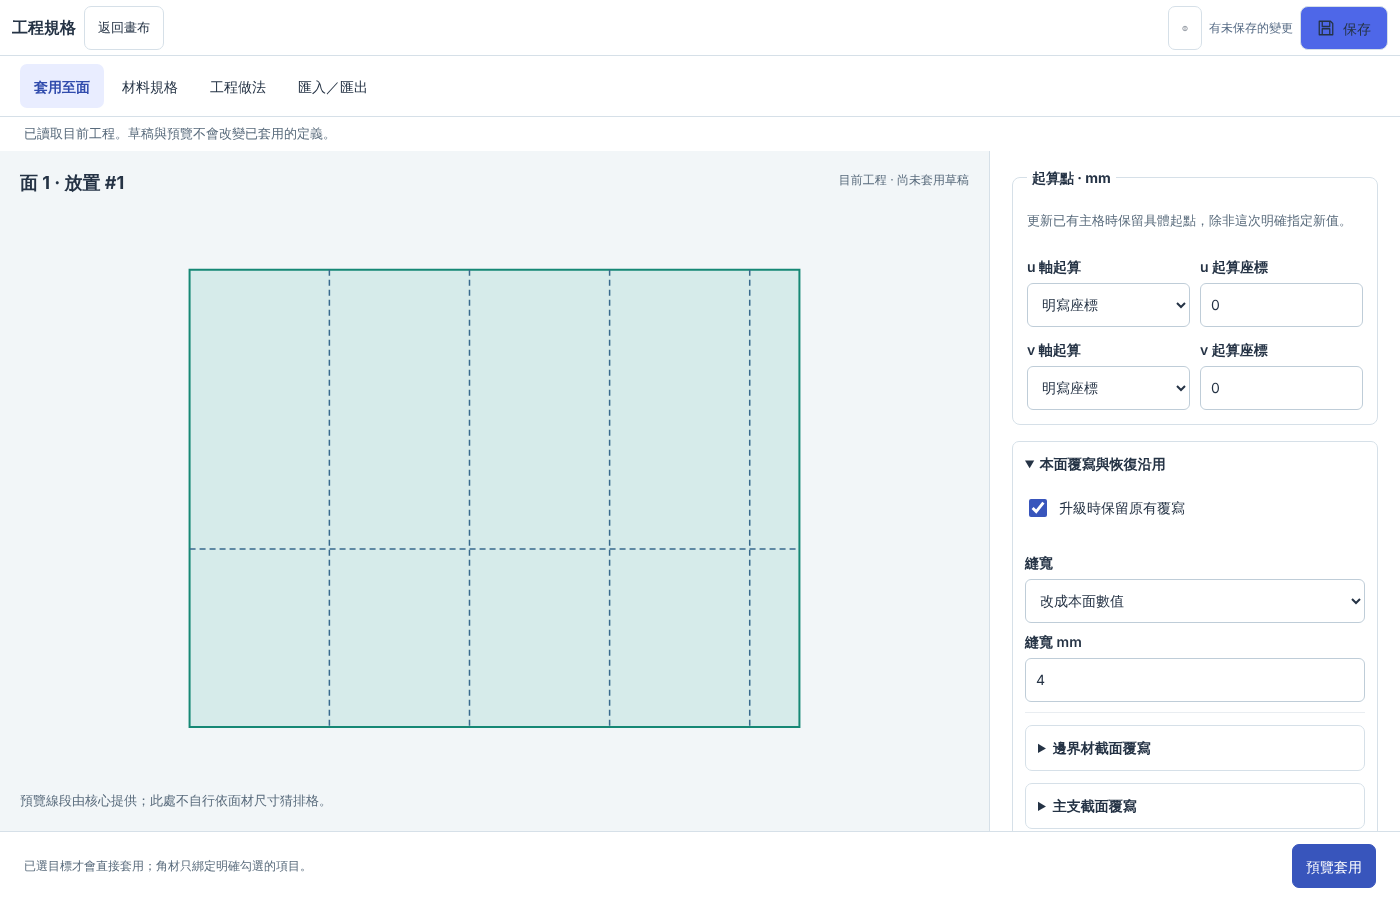 工程規格
返回畫布
有未保存的變更
保存
套用至面
材料規格
工程做法
匯入／匯出
已讀取目前工程。草稿與預覽不會改變已套用的定義。
面 1 · 放置 #1
目前工程 · 尚未套用草稿
預覽線段由核心提供；此處不自行依面材尺寸猜排格。
起算點 · mm
更新已有主格時保留具體起點，除非這次明確指定新值。
u 軸起算
u 起算座標
明寫座標
0
v 軸起算
v 起算座標
明寫座標
0
本面覆寫與恢復沿用
升級時保留原有覆寫
縫寬
改成本面數值
縫寬 mm
4
邊界材截面覆寫
主支截面覆寫
已選目標才會直接套用；角材只綁定明確勾選的項目。
預覽套用